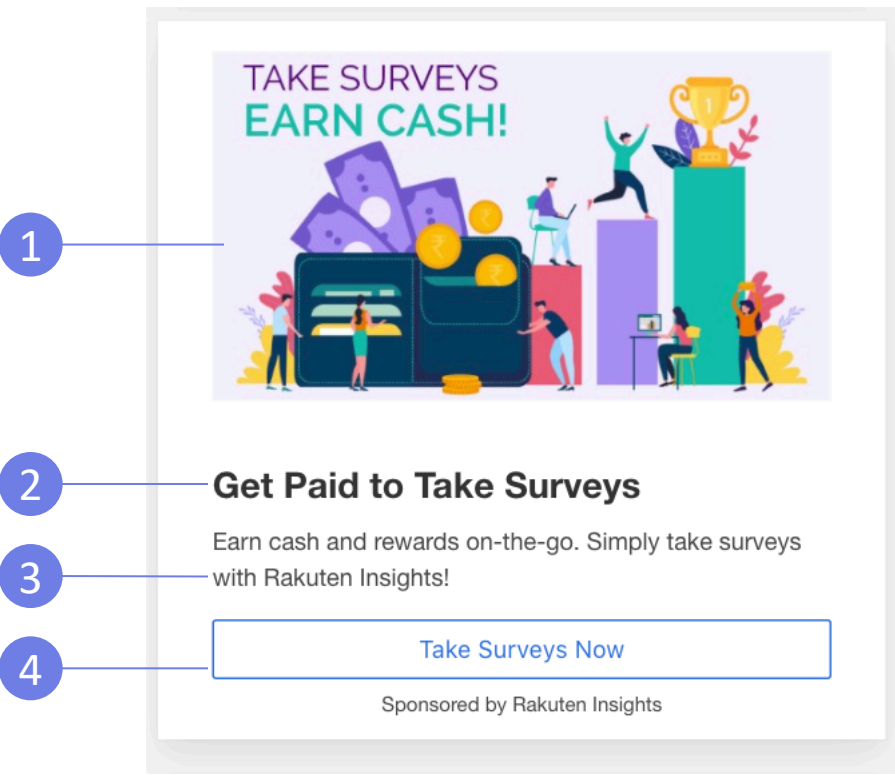 TAKE SURVEYS
EARN CASH!
1
₹
₹
₹
1
2
Get Paid to Take Surveys
Earn cash and rewards on-the-go. Simply take surveys
3
with Rakuten Insights!
4
Take Surveys Now
Sponsored by Rakuten Insights